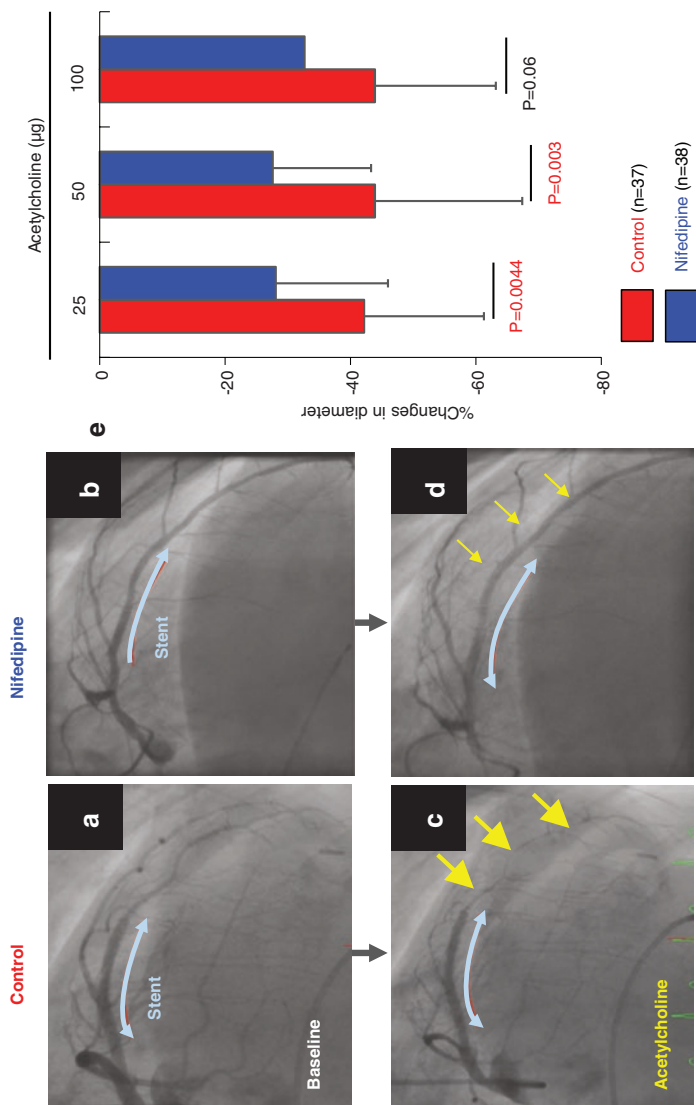 Control
Nifedipine
a
Stent
Baseline
b
Stent
c
Acetylcholine
d
e
Acetylcholine (µg)
25
50
100
0
-20
-40
-60
-80
%Changes in diameter
P=0.0044
P=0.003
P=0.06
Control (n=37)
Nifedipine (n=38)